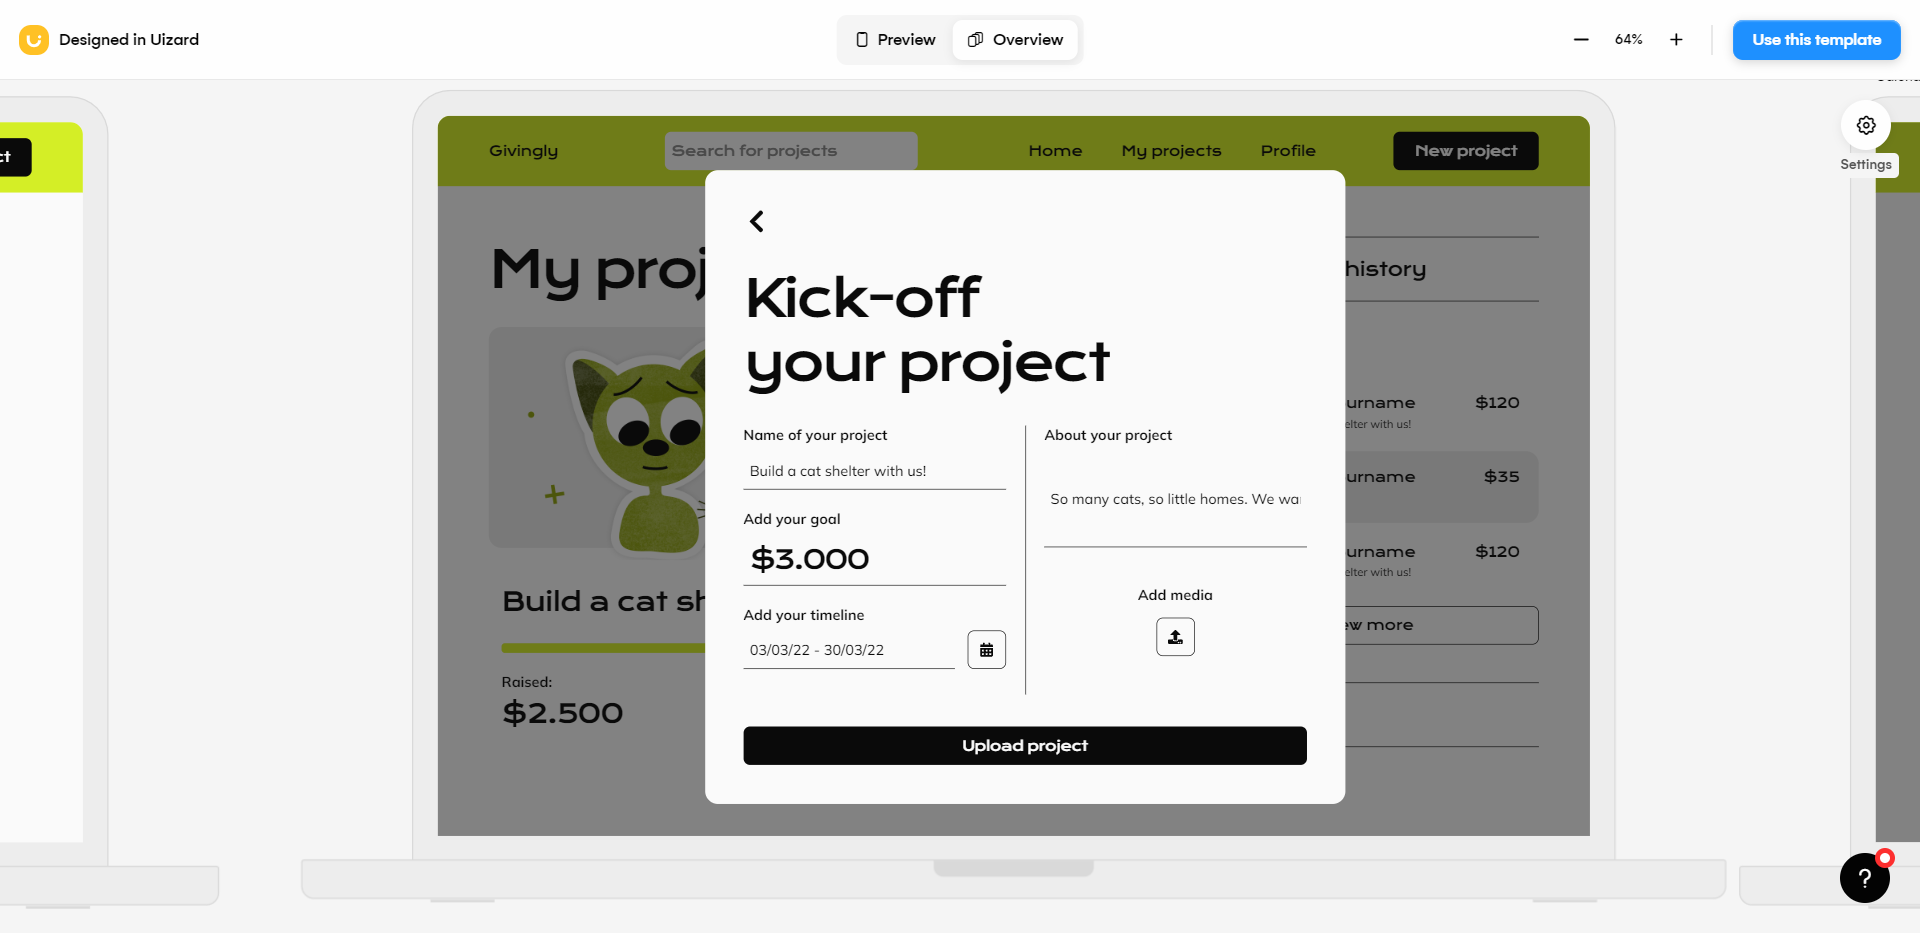 Designed in Uizard
Preview
Overview
64%
Use this template
Settings
Givingly
Search for projects
Home
My projects
Profile
New project
My proj
history
Kick-off
your project
Name of your project
Build a cat shelter with us!
Add your goal
$3.000
Add your timeline
03/03/22 - 30/03/22
About your project
So many cats, so little homes. We wa
Add media
Upload project
Build a cat sh
Raised:
$2.500
urname
$120
elter with us!
urname
$35
urname
$120
elter with us!
ew more
ct
?